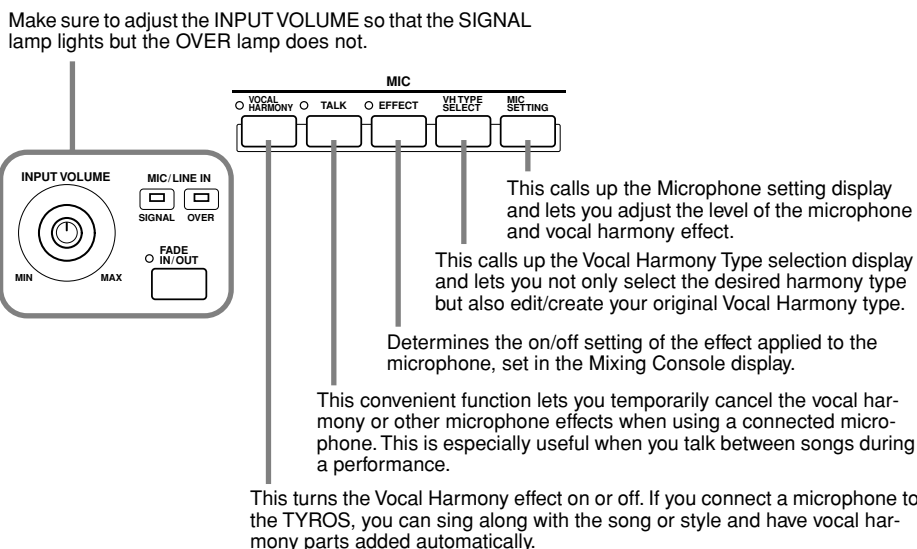 Make sure to adjust the INPUT VOLUME so that the SIGNAL
lamp lights but the OVER lamp does not.
MIC
VOCAL
HARMONY
TALK
EFFECT
VH TYPE
SELECT
MIC
SETTING
INPUT VOLUME
MIC/LINE IN
SIGNAL
OVER
FADE
IN/OUT
MIN
MAX
This calls up the Microphone setting display
and lets you adjust the level of the microphone
and vocal harmony effect.
This calls up the Vocal Harmony Type selection display
and lets you not only select the desired harmony type
but also edit/create your original Vocal Harmony type.
Determines the on/off setting of the effect applied to the
microphone, set in the Mixing Console display.
This convenient function lets you temporarily cancel the vocal har-
mony or other microphone effects when using a connected micro-
phone. This is especially useful when you talk between songs during
a performance.
This turns the Vocal Harmony effect on or off. If you connect a microphone to
the TYROS, you can sing along with the song or style and have vocal har-
mony parts added automatically.